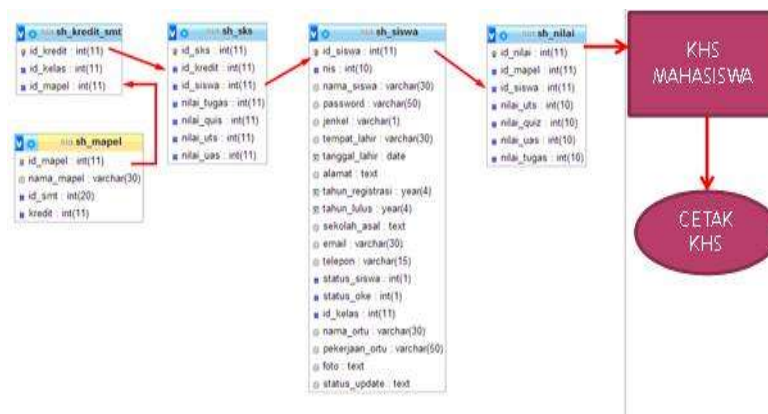 sia sh_kredit_smt
id_kredit : int(11)
id_kelas : int(11)
id_mapel : int(11)
sia sh_mapel
id_mapel : int(11)
nama_mapel : varchar(30)
id_smt : int(20)
kredit : int(11)
sia sh_sks
id_sks : int(11)
id_kredit : int(11)
id_siswa : int(11)
nilai_tugas : int(11)
nilai_quis : int(11)
nilai_uts : int(11)
nilai_uas : int(11)
sia sh_siswa
id_siswa : int(11)
nis : int(10)
nama_siswa : varchar(30)
password : varchar(50)
jenkel : varchar(1)
tempat_lahir : varchar(30)
tanggal_lahir : date
alamat : text
tahun_registrasi : year(4)
tahun_lulus : year(4)
sekolah_asal : text
email : varchar(30)
telepon : varchar(15)
status_siswa : int(1)
status_oke : int(1)
id_kelas : int(11)
nama_ortu : varchar(30)
pekerjaan_ortu : varchar(50)
foto : text
status_update : text
sia sh_nilai
id_nilai : int(11)
id_mapel : int(11)
id_siswa : int(11)
nilai_uts : int(10)
nilai_quiz : int(10)
nilai_uas : int(10)
nilai_tugas : int(10)
KHS
MAHASISWA
CETAK
KHS